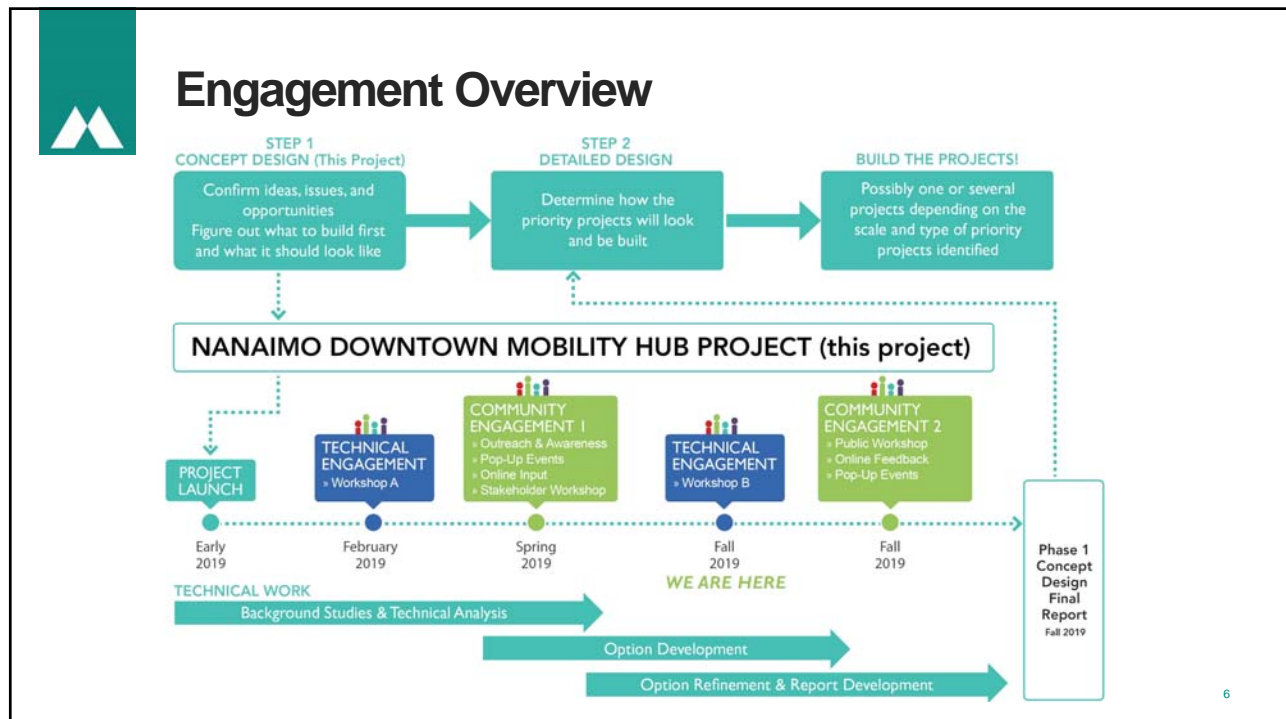 Engagement Overview
STEP 1
CONCEPT DESIGN (This Project)
Confirm ideas, issues, and
opportunities
Figure out what to build first
and what it should look like
STEP 2
DETAILED DESIGN
Determine how the
priority projects will look
and be built
BUILD THE PROJECTS!
Possibly one or several
projects depending on the
scale and type of priority
projects identified
NANAIMO DOWNTOWN MOBILITY HUB PROJECT (this project)
PROJECT
LAUNCH
Early
2019
TECHNICAL
ENGAGEMENT
» Workshop A
February
2019
COMMUNITY
ENGAGEMENT 1
» Outreach & Awareness
» Pop-Up Events
» Online Input
» Stakeholder Workshop
Spring
2019
TECHNICAL
ENGAGEMENT
» Workshop B
Fall
2019
WE ARE HERE
COMMUNITY
ENGAGEMENT 2
» Public Workshop
» Online Feedback
» Pop-Up Events
Fall
2019
Phase 1
Concept
Design
Final
Report
Fall 2019
TECHNICAL WORK
Background Studies & Technical Analysis
Option Development
Option Refinement & Report Development
6